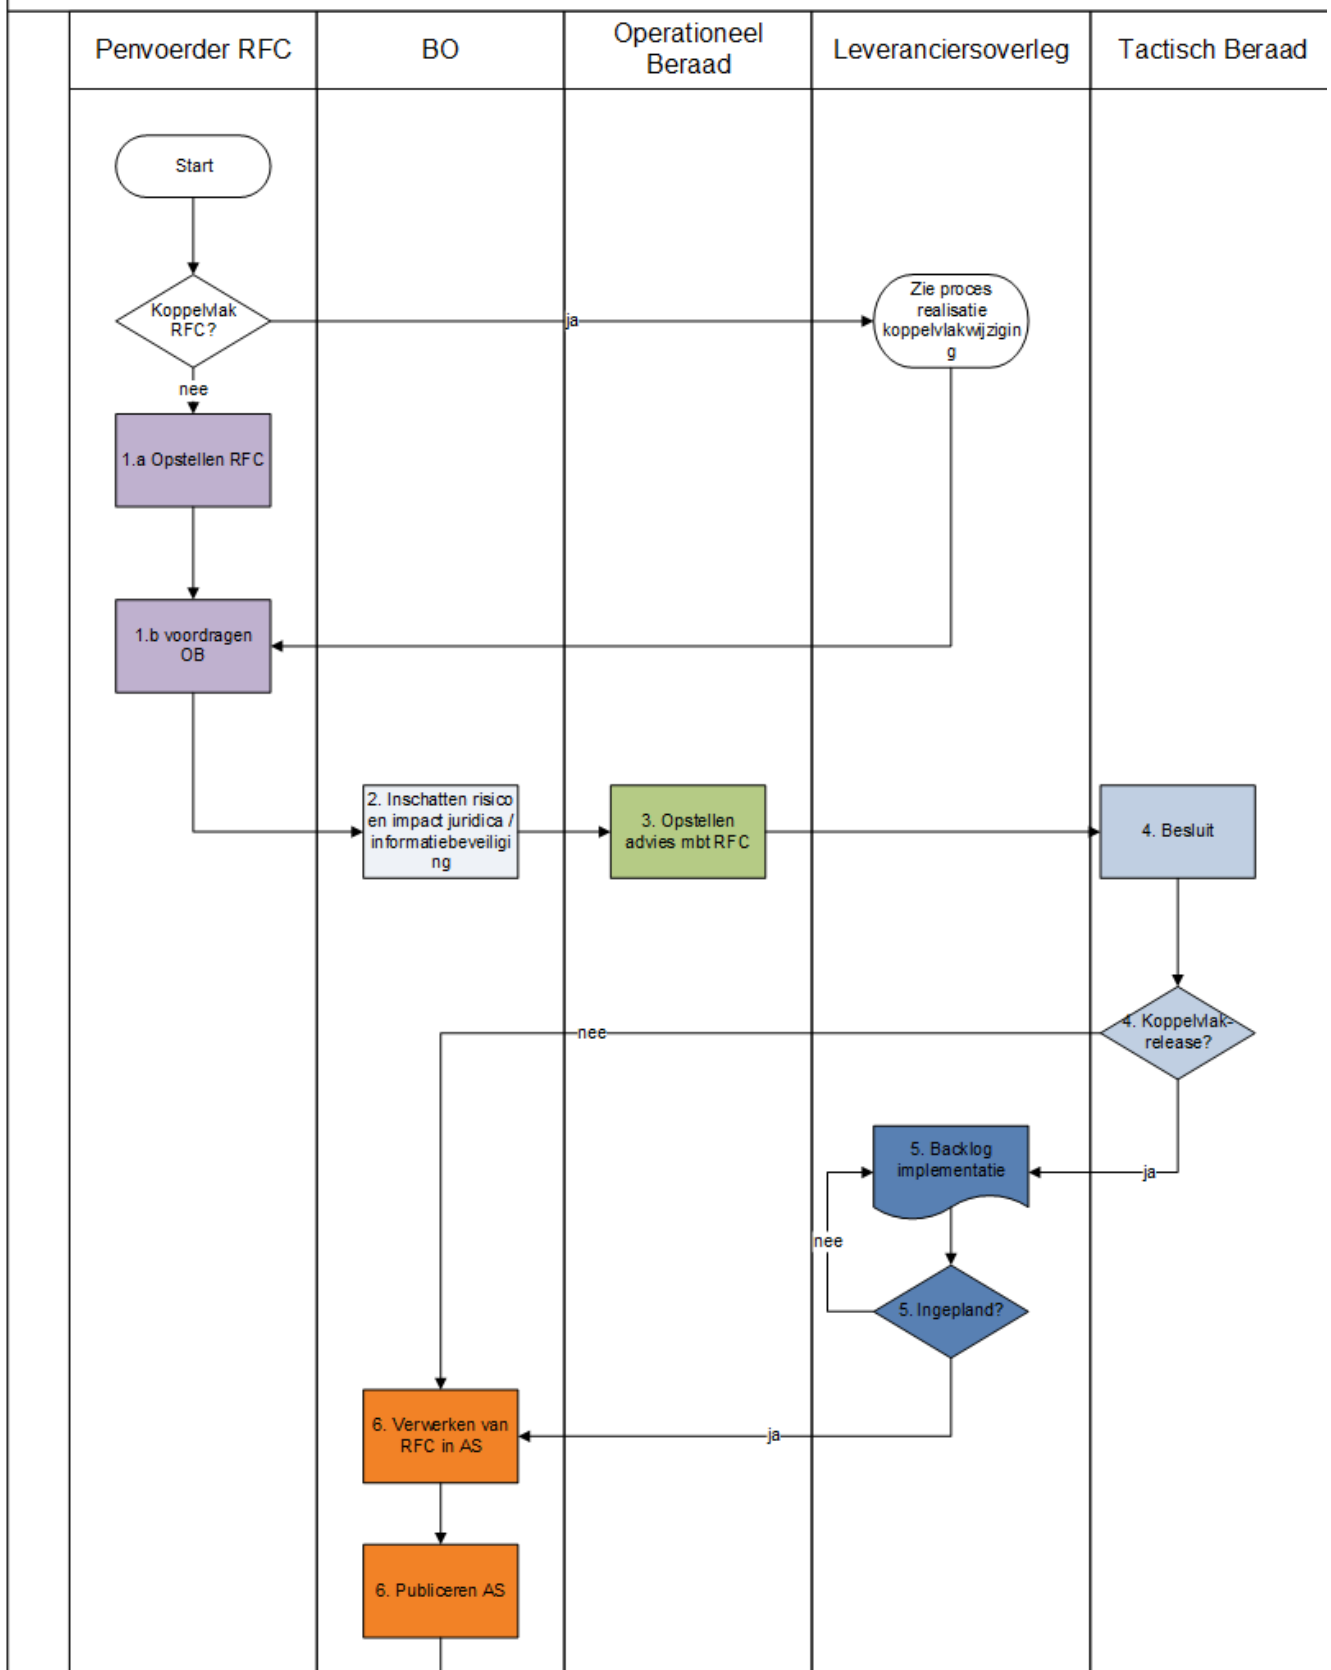 Penvoerder RFC
BO
Operationeel
Beraad
Leveranciersoverleg
Tactisch Beraad
Start
Koppelvlak
RFC?
ja
Zie proces
realisatie
koppelvlakwijzigin
g
nee
1.a Opstellen RFC
1.b voordragen
OB
2. Inschatten risico
en impact juridica /
informatiebeveiligi
ng
3. Opstellen
advies mbt RFC
4. Besluit
4. Koppelvlak-
release?
nee
5. Backlog
implementatie
ja
nee
5. Ingepland?
6. Verwerken van
RFC in AS
ja
6. Publiceren AS